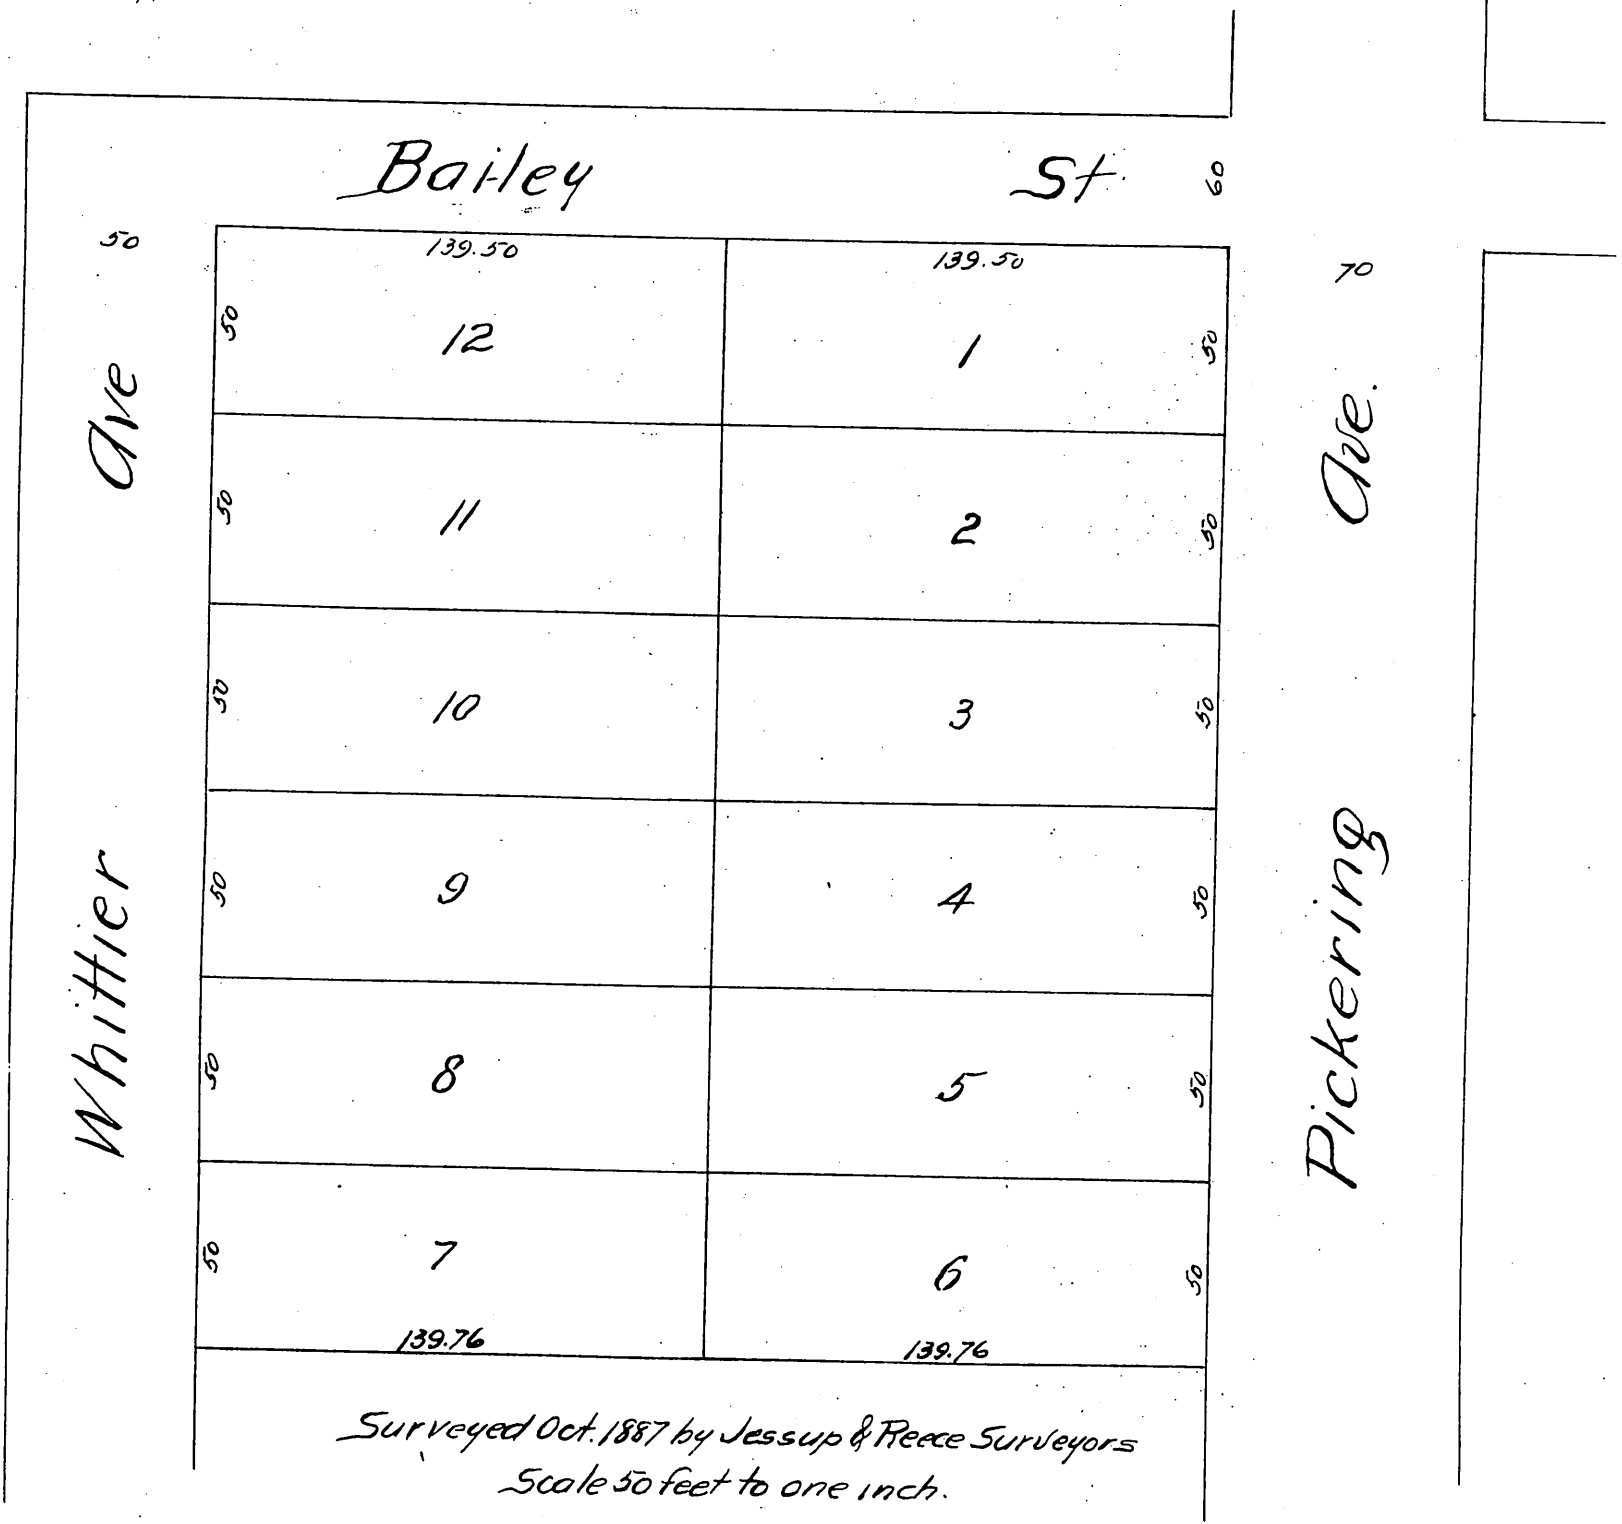 Bailey St.
60
50
139.50 139.50
70
50 12 1 50
Whittier Ave
Pickering Ave.
50 11 2 50
50 10 3 50
50 9 4 50
50 8 5 50
50 7 6 50
139.76 139.76
Surveyed Oct. 1887 by Jessup & Reece Surveyors
Scale 50 feet to one inch.